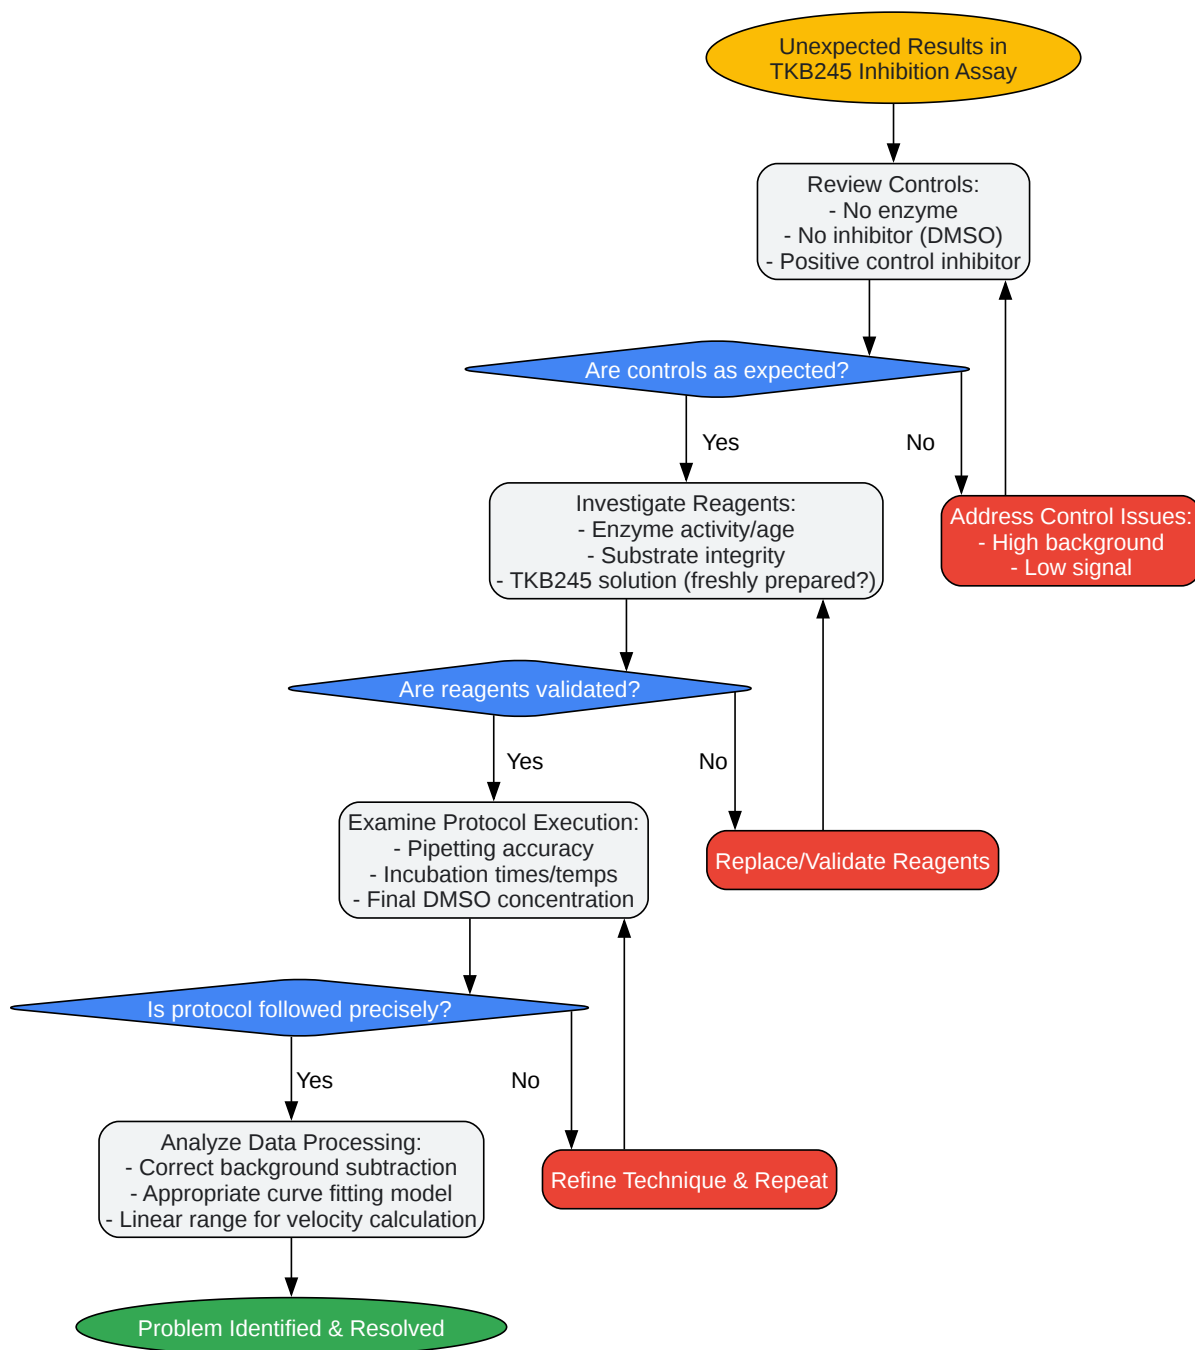 Unexpected Results in
TKB245 Inhibition Assay
Review Controls:
- No enzyme
- No inhibitor (DMSO)
- Positive control inhibitor
Are controls as expected?
Yes
No
Investigate Reagents:
- Enzyme activity/age
- Substrate integrity
- TKB245 solution (freshly prepared?)
Address Control Issues:
- High background
- Low signal
Are reagents validated?
Yes
No
Examine Protocol Execution:
- Pipetting accuracy
- Incubation times/temps
- Final DMSO concentration
Replace/Validate Reagents
Is protocol followed precisely?
Yes
No
Analyze Data Processing:
- Correct background subtraction
- Appropriate curve fitting model
- Linear range for velocity calculation
Refine Technique & Repeat
Problem Identified & Resolved